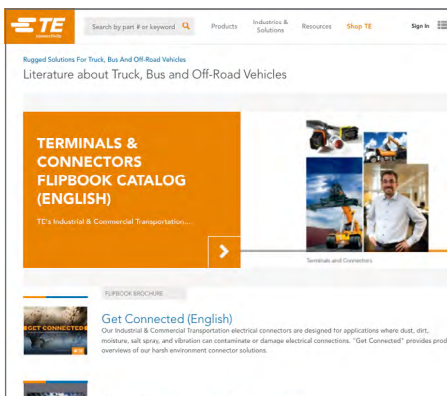 TE
connectivity
Search by part # or keyword
Products
Industries &
Solutions
Resources
Shop TE
Sign In
Rugged Solutions For Truck, Bus And Off-Road Vehicles
Literature about Truck, Bus and Off-Road Vehicles
TERMINALS &
CONNECTORS
FLIPBOOK CATALOG
(ENGLISH)
TE's Industrial & Commercial Transportation...
Terminals and Connectors
FLIPBOOK BROCHURE
GET CONNECTED
Get Connected (English)
Our Industrial & Commercial Transportation electrical connectors are designed for applications where dust, dirt,
moisture, salt spray, and vibration can contaminate or damage electrical connections. "Get Connected" provides prod
overviews of our harsh environment connector solutions.